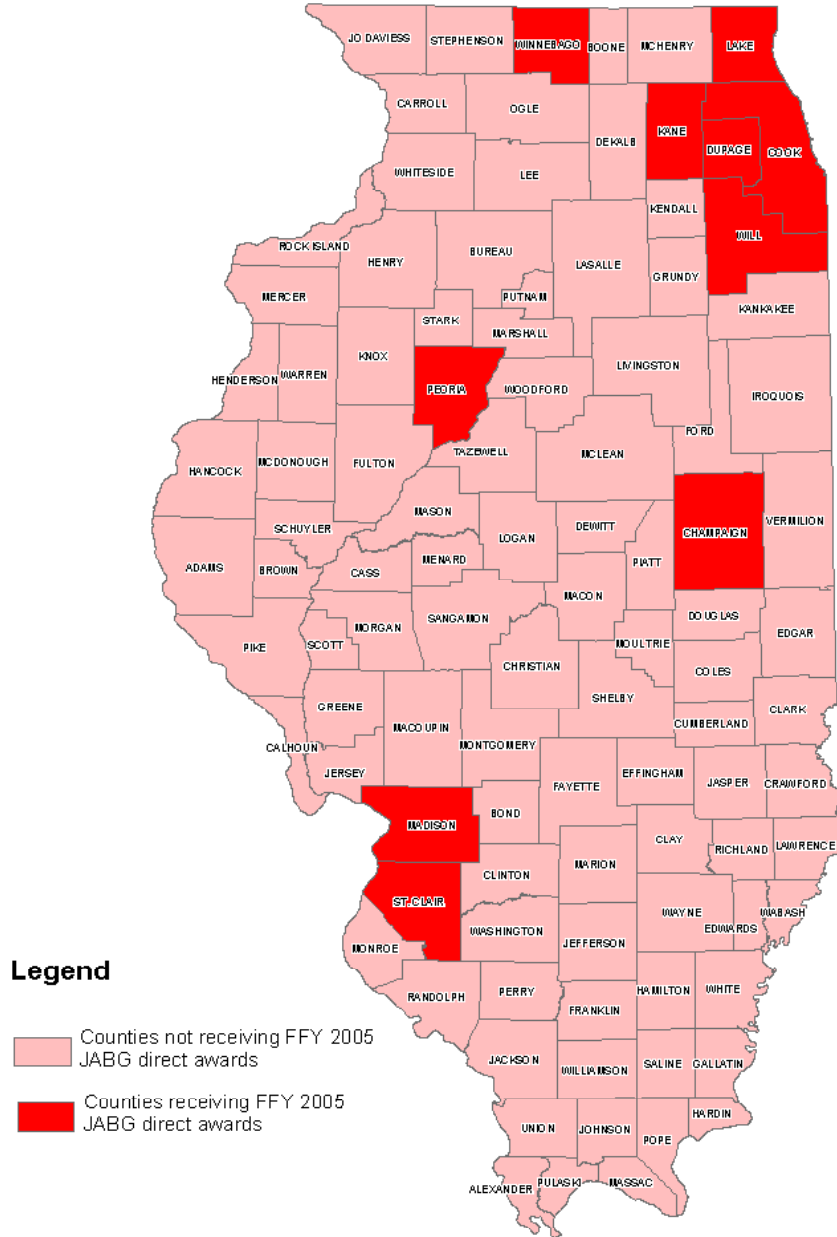 JO DAVIESS
STEPHENSON
WINNEBAGO
BOONE
MCHENRY
LAKE
CARROLL
OGLE
DEKALB
KANE
DUPAGE
COOK
WHITESIDE
LEE
KENDALL
WILL
ROCK ISLAND
HENRY
BUREAU
LASALLE
GRUNDY
MERCER
PUTNAM
KANKAKEE
STARK
MARSHALL
KNOX
LIVINGSTON
HENDERSON
WARREN
PEORIA
WOODFORD
IROQUOIS
FORD
HANCOCK
MCDONOUGH
FULTON
TAZEWELL
MCLEAN
MASON
SCHUYLER
LOGAN
DEWITT
CHAMPAIGN
VERMILION
ADAMS
BROWN
CASS
MENARD
PIATT
MACON
PIKE
SCOTT
MORGAN
SANGAMON
DOUGLAS
EDGAR
CHRISTIAN
MOULTRIE
COLES
GREENE
SHELBY
MACOUPIN
CUMBERLAND
CLARK
CALHOUN
MONTGOMERY
JERSEY
FAYETTE
EFFINGHAM
JASPER
CRAWFORD
MADISON
BOND
CLAY
RICHLAND
LAWRENCE
MARION
CLINTON
ST. CLAIR
WAYNE
EDWARDS
WABASH
WASHINGTON
MONROE
JEFFERSON
RANDOLPH
PERRY
HAMILTON
WHITE
FRANKLIN
JACKSON
WILLIAMSON
SALINE
GALLATIN
UNION
JOHNSON
POPE
HARDIN
ALEXANDER
PULASKI
MASSAC
Legend
Counties not receiving FFY 2005
JABG direct awards
Counties receiving FFY 2005
JABG direct awards